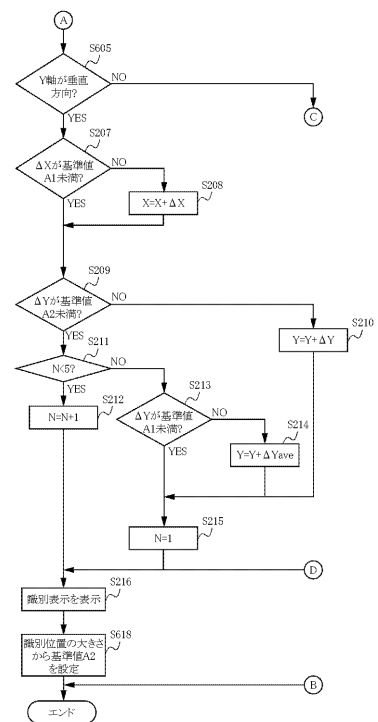 A
S605
Y軸が垂直
方向?
NO
YES
C
S207
ΔXが基準値
A1未満?
NO
S208
X=X+ΔX
YES
S209
ΔYが基準値
A2未満?
NO
S210
Y=Y+ΔY
YES
S211
N<5?
NO
YES
S212
N=N+1
S213
ΔYが基準値
A1未満?
NO
S214
Y=Y+ΔYave
YES
S215
N=1
D
S216
識別表示を表示
S618
識別位置の大きさ
から基準値A2
を設定
B
エンド